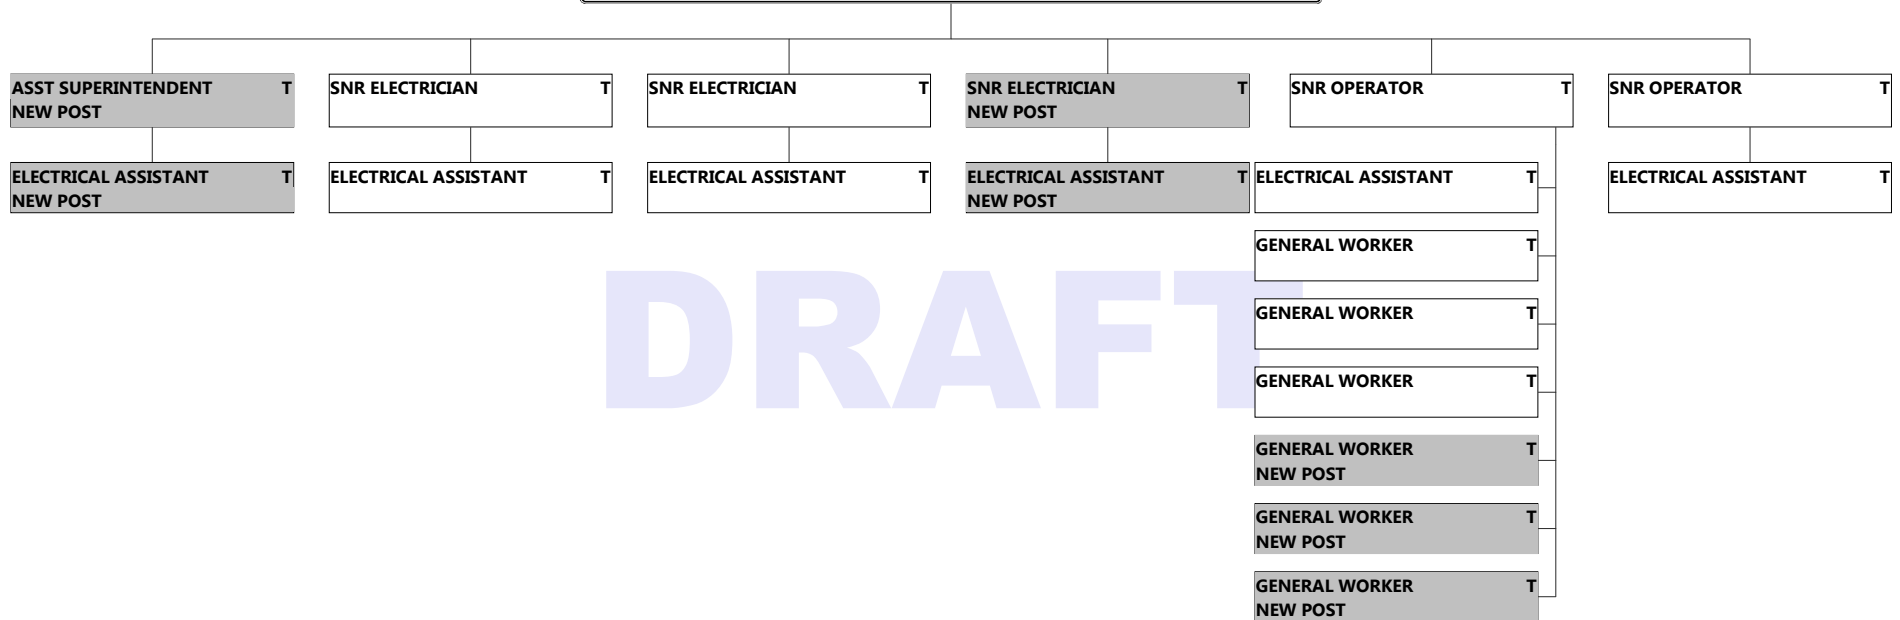 ASST SUPERINTENDENT T
NEW POST
SNR ELECTRICIAN T
SNR ELECTRICIAN T
SNR ELECTRICIAN T
NEW POST
SNR OPERATOR T
SNR OPERATOR T
ELECTRICAL ASSISTANT T
NEW POST
ELECTRICAL ASSISTANT T
ELECTRICAL ASSISTANT T
ELECTRICAL ASSISTANT T
NEW POST
ELECTRICAL ASSISTANT T
ELECTRICAL ASSISTANT T
GENERAL WORKER T
GENERAL WORKER T
GENERAL WORKER T
GENERAL WORKER T
NEW POST
GENERAL WORKER T
NEW POST
GENERAL WORKER T
NEW POST
DRAFT